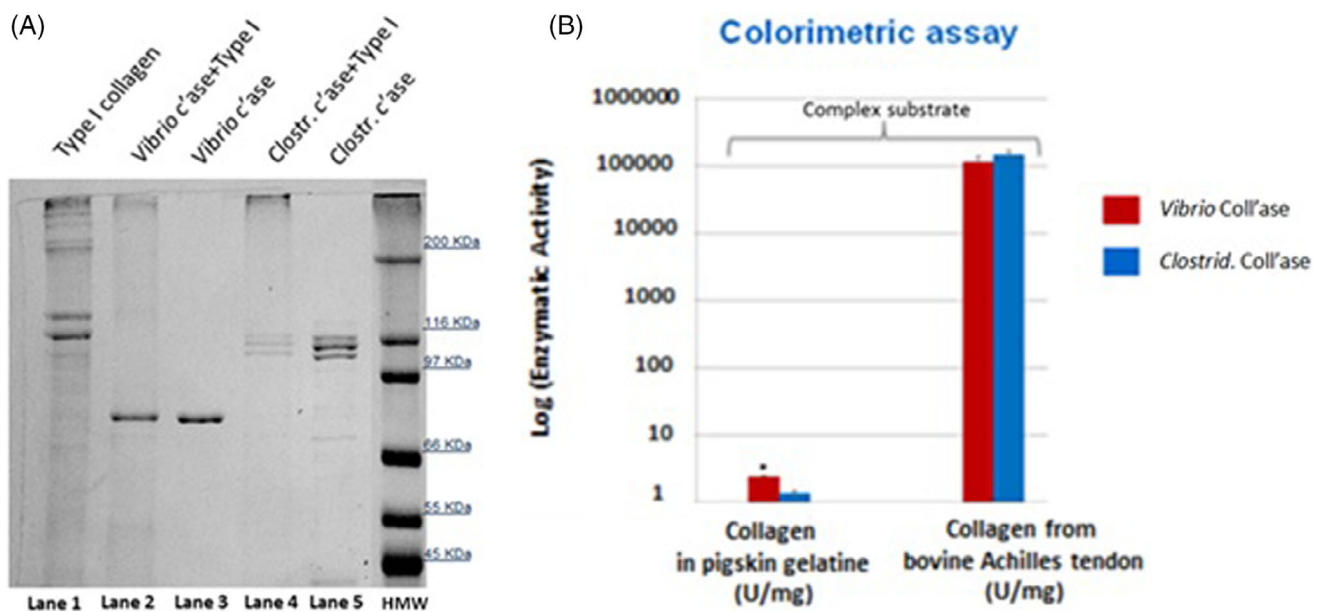 (A)
Type I collagen
Vibrio c'ase+Type I
Vibrio c'ase
Clostr. c'ase+Type I
Clostr. c'ase
200 KDa
116 KDa
97 KDa
66 KDa
55 KDa
45 KDa
Lane 1 Lane 2 Lane 3 Lane 4 Lane 5 HMW
(B)
Colorimetric assay
Complex substrate
Log (Enzymatic Activity)
1000000
100000
10000
1000
100
10
1
Collagen
in pigskin gelatine
(U/mg)
Collagen from
bovine Achilles tendon
(U/mg)
Vibrio Coll'ase
Clostrid. Coll'ase